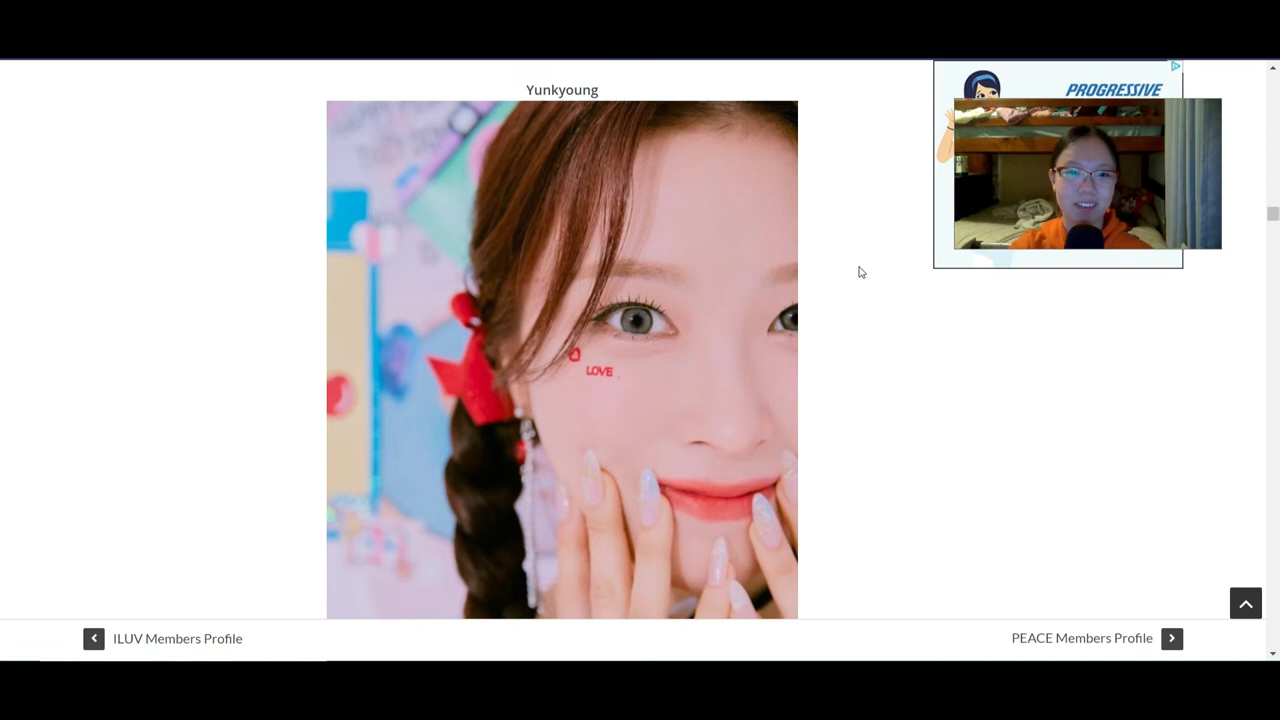 Yunkyoung
PROGRESSIVE
LOVE
ILUV Members Profile
PEACE Members Profile